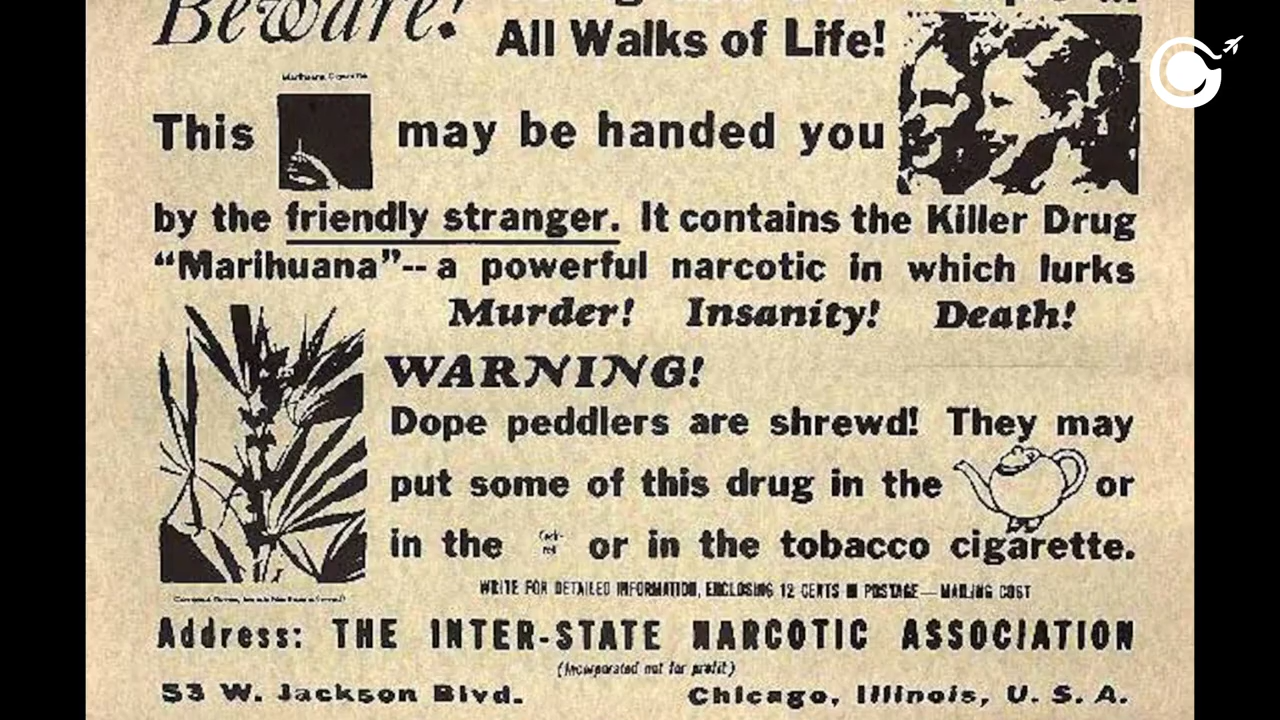 Beware!
All Walks of Life!
Marihuana Cigarette
This may be handed you
by the friendly stranger. It contains the Killer Drug
“Marihuana”-- a powerful narcotic in which lurks
Murder! Insanity! Death!
WARNING!
Dope peddlers are shrewd! They may
put some of this drug in the or
in the or in the tobacco cigarette.
WRITE FOR DETAILED INFORMATION, ENCLOSING 12 CENTS IN POSTAGE — MAILING COST
Address: THE INTER-STATE NARCOTIC ASSOCIATION
(Incorporated not for profit)
53 W. Jackson Blvd. Chicago, Illinois, U. S. A.